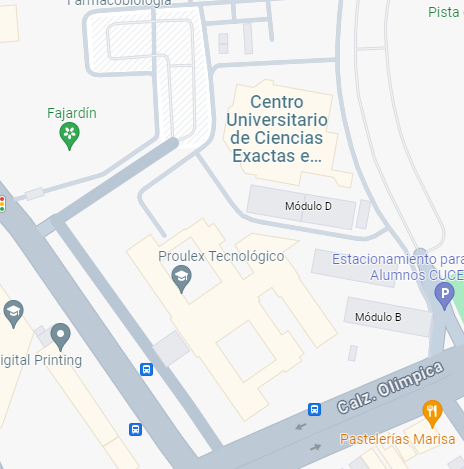 Farmacobiología
Pista
Fajardín
Centro
Universitario
de Ciencias
Exactas e...
Módulo D
Proulex Tecnológico
Estacionamiento para
Alumnos CUCE
P
Módulo B
igital Printing
Calz. Olímpica
Pastelerías Marisa